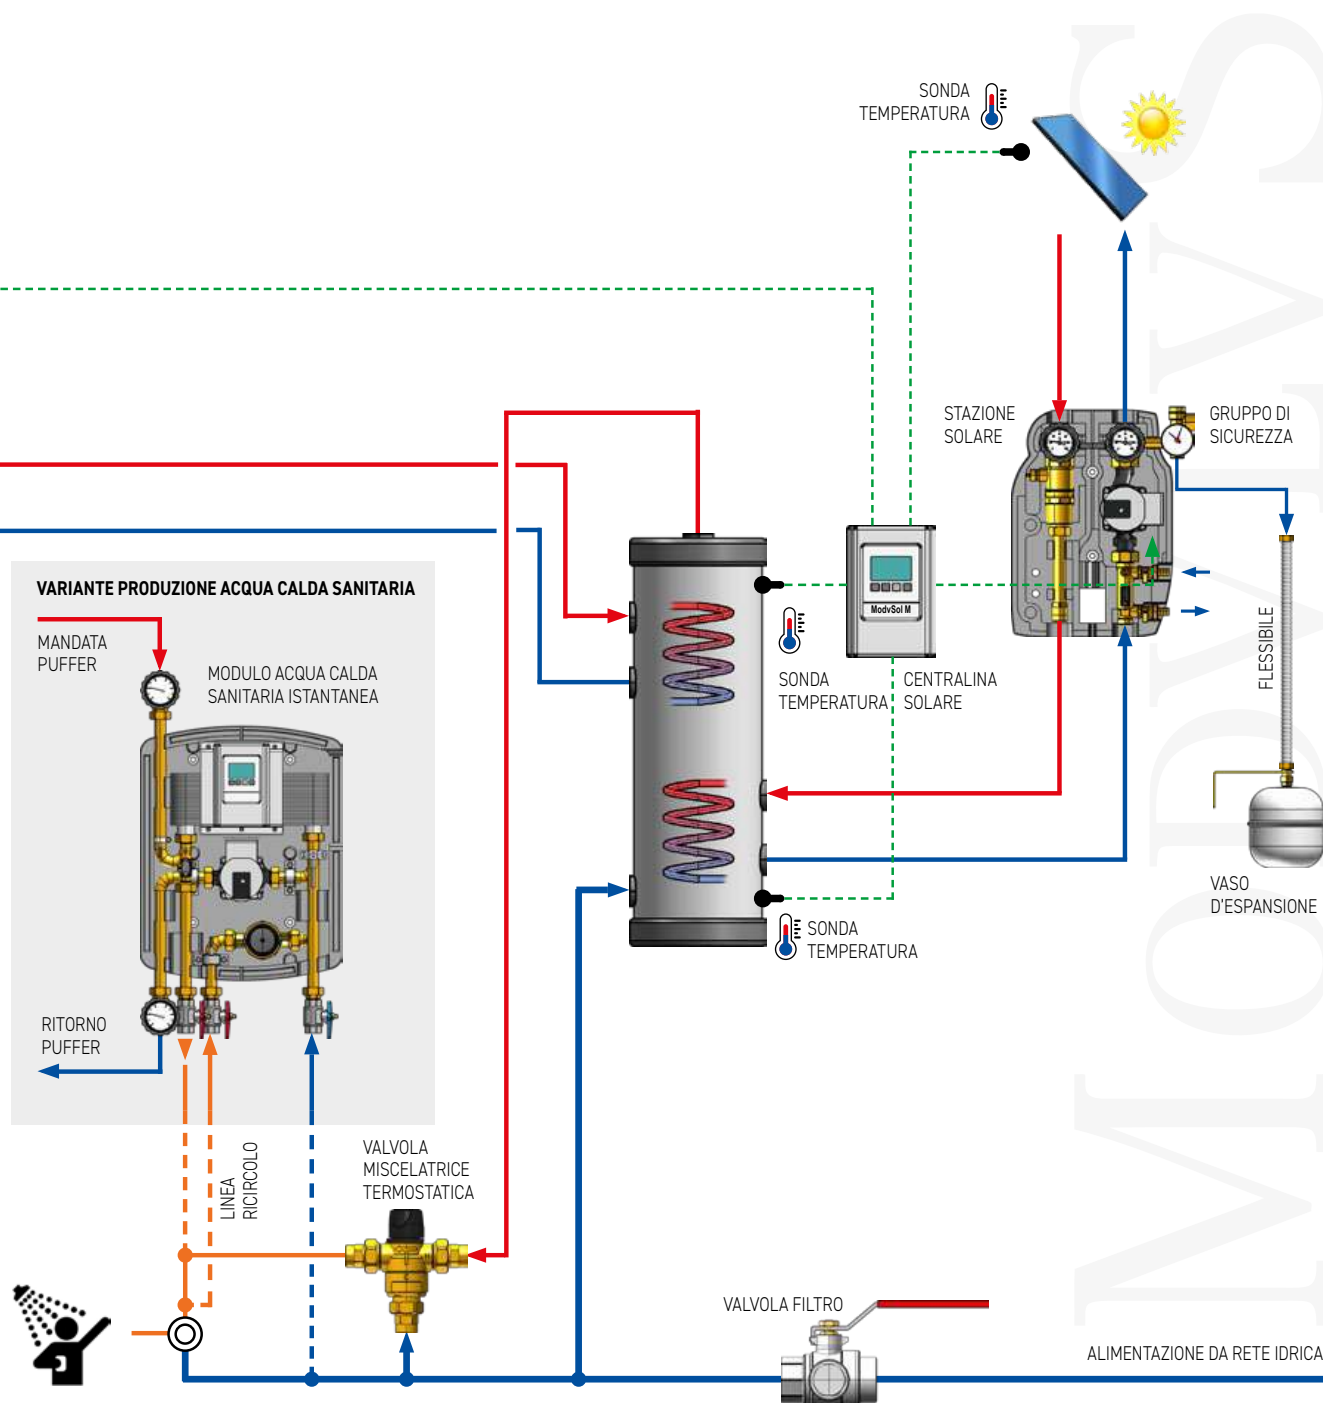 SONDA
TEMPERATURA
STAZIONE
SOLARE
GRUPPO DI
SICUREZZA
VARIANTE PRODUZIONE ACQUA CALDA SANITARIA
MANDATA
PUFFER
MODULO ACQUA CALDA
SANITARIA ISTANTANEA
ModvSol M
SONDA
TEMPERATURA
CENTRALINA
SOLARE
FLESSIBILE
VASO
D'ESPANSIONE
SONDA
TEMPERATURA
RITORNO
PUFFER
LINEA
RICIRCOLO
VALVOLA
MISCELATRICE
TERMOSTATICA
VALVOLA FILTRO
ALIMENTAZIONE DA RETE IDRICA